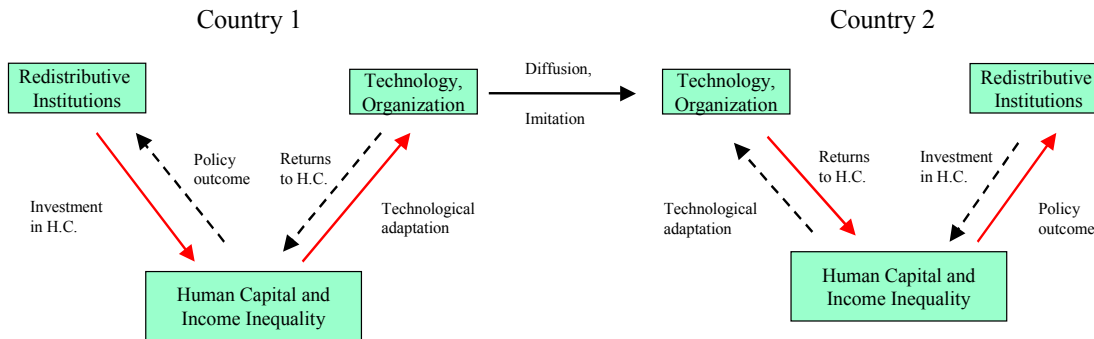 Country 1
Country 2
Redistributive
Institutions
Technology,
Organization
Diffusion,
Imitation
Technology,
Organization
Redistributive
Institutions
Policy
outcome
Returns
to H.C.
Investment
in H.C.
Technological
adaptation
Returns
to H.C.
Investment
in H.C.
Technological
adaptation
Policy
outcome
Human Capital and
Income Inequality
Human Capital and
Income Inequality